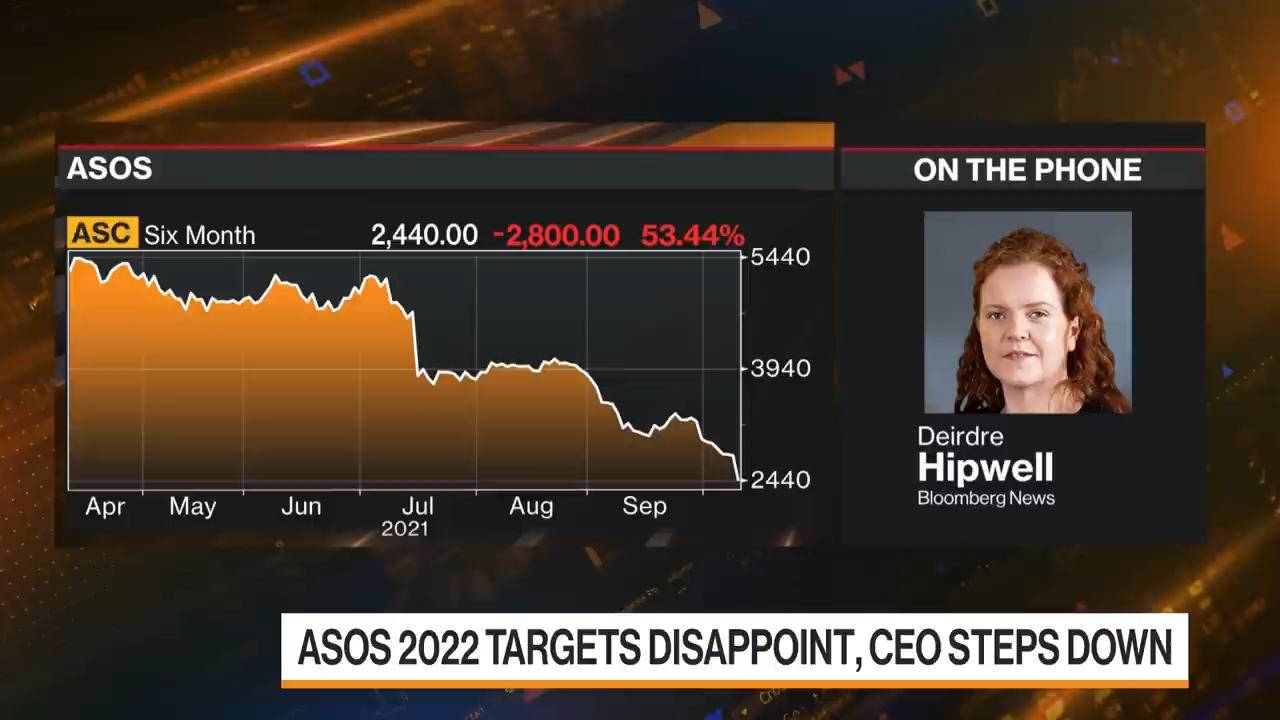 ASOS
ON THE PHONE
ASC Six Month 2,440.00 -2,800.00 53.44%
5440
3940
2440
Apr May Jun Jul Aug Sep
2021
Deirdre
Hipwell
Bloomberg News
ASOS 2022 TARGETS DISAPPOINT, CEO STEPS DOWN